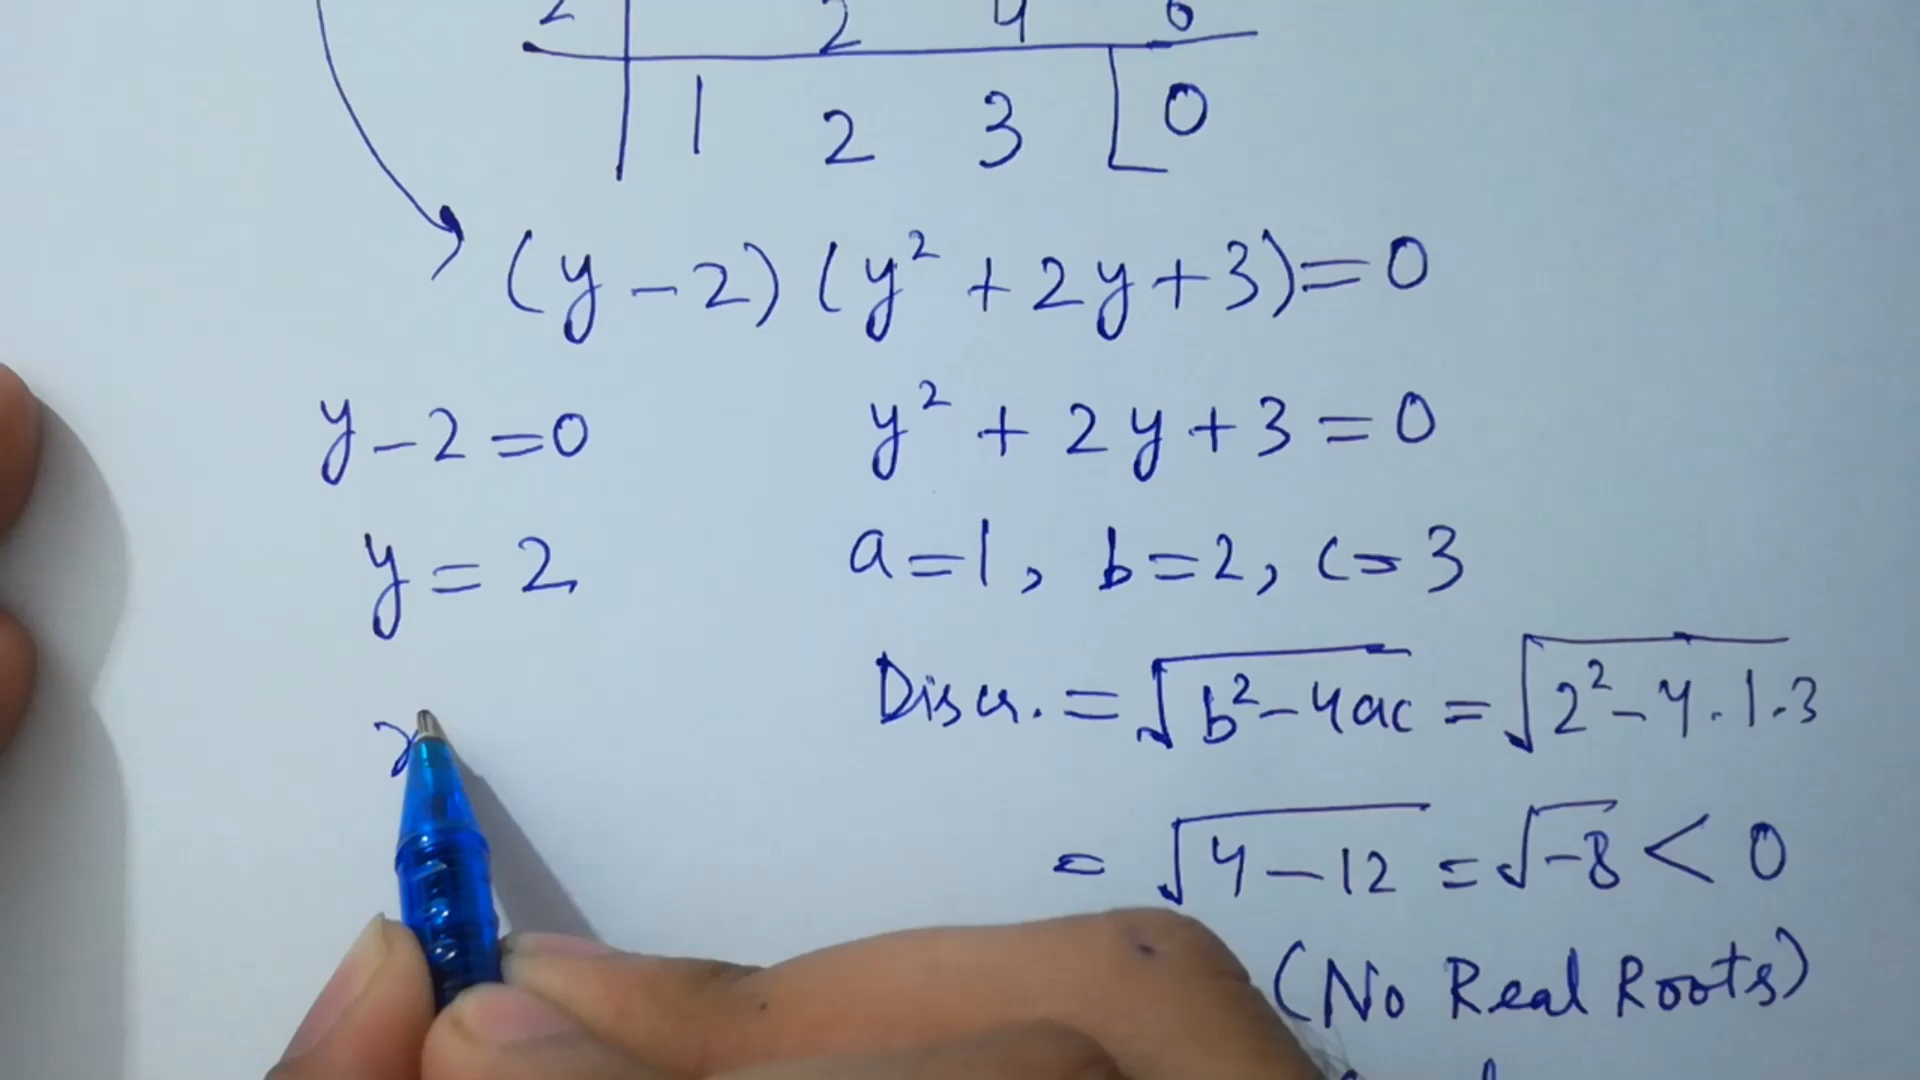 2 2 4 6
1 2 3 0
(y-2) (y² + 2y+3)=0
y-2=0
y² + 2y+3=0
y=2
a=1, b=2, c=3
Discr. = √b²-4ac = √2²-4.1.3
= √4-12 = √-8 < 0
(No Real Roots)